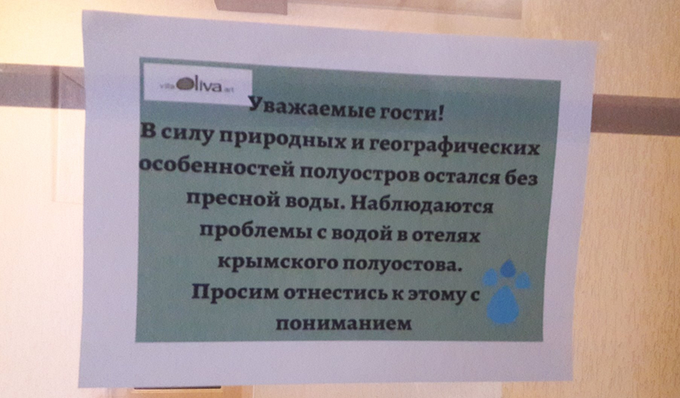 villa Oliva art
Уважаемые гости!
В силу природных и географических
особенностей полуостров остался без
пресной воды. Наблюдаются
проблемы с водой в отелях
крымского полуостова.
Просим отнестись к этому с
пониманием